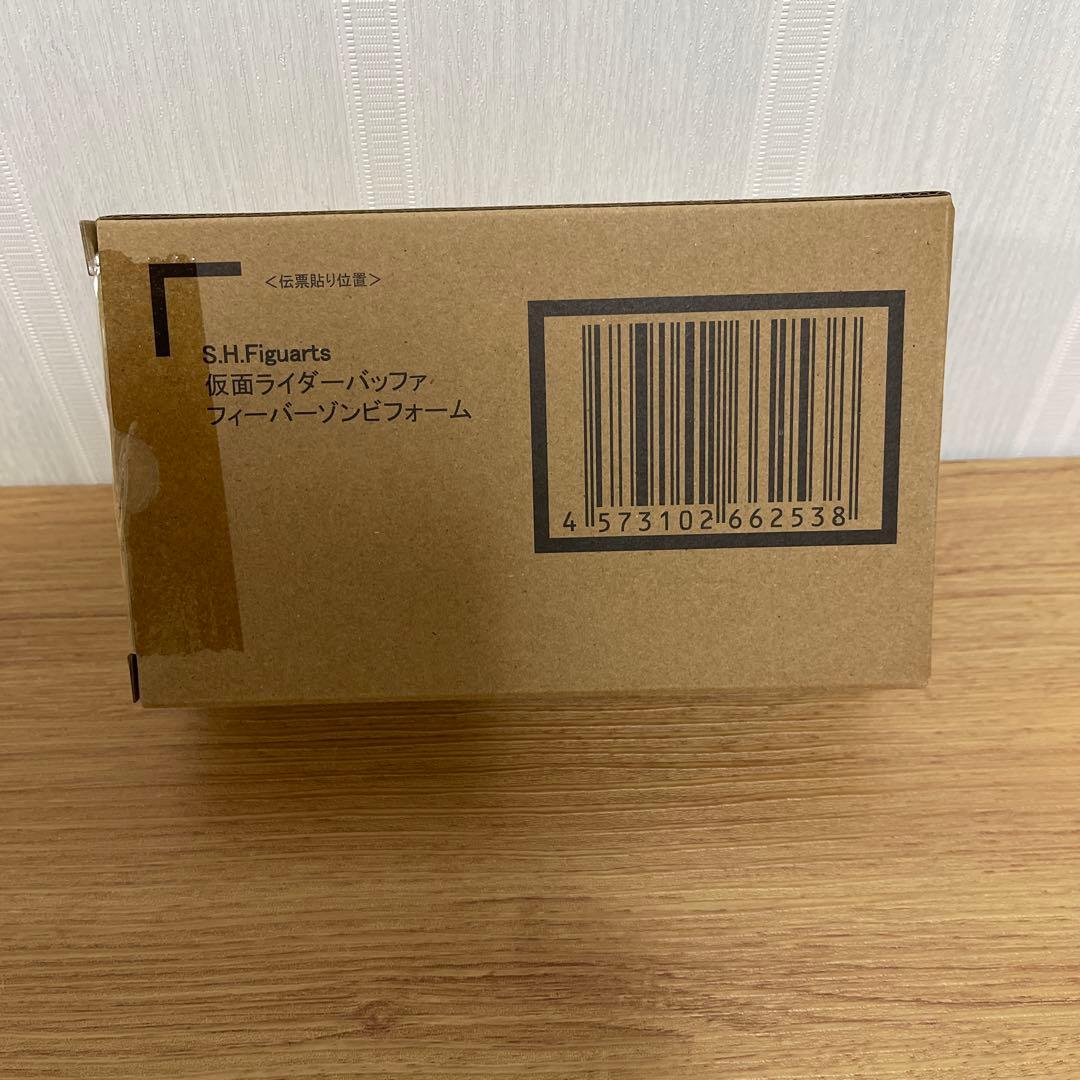 ＜伝票貼り位置＞
S.H.Figuarts
仮面ライダーバッファ
フィーバーゾンビフォーム
4 573102 662538